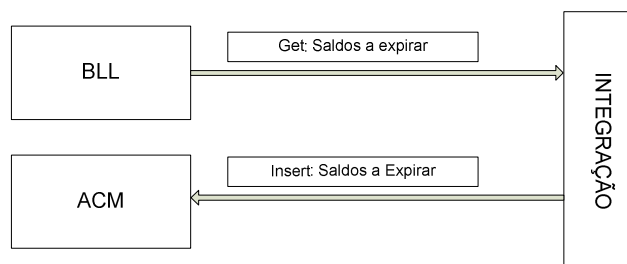 BLL
Get: Saldos a expirar
INTEGRAÇÃO
ACM
Insert: Saldos a Expirar